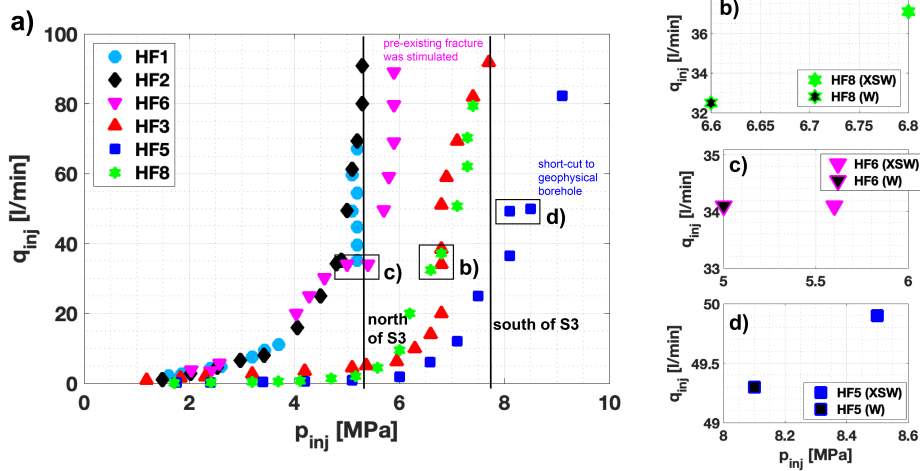 a)
q_inj [l/min]
100
80
60
40
20
0
0
2
4
6
8
10
p_inj [MPa]
HF1
HF2
HF6
HF3
HF5
HF8
pre-existing fracture
was stimulated
short-cut to
geophysical
borehole
d)
c)
b)
north
of S3
south of S3
b)
q_inj [l/min]
36
34
32
6.6
6.65
6.7
6.75
6.8
HF8 (XSW)
HF8 (W)
c)
q_inj [l/min]
35
34
33
5
5.5
6
HF6 (XSW)
HF6 (W)
d)
q_inj [l/min]
50
49.5
49
8
8.2
8.4
8.6
p_inj [MPa]
HF5 (XSW)
HF5 (W)